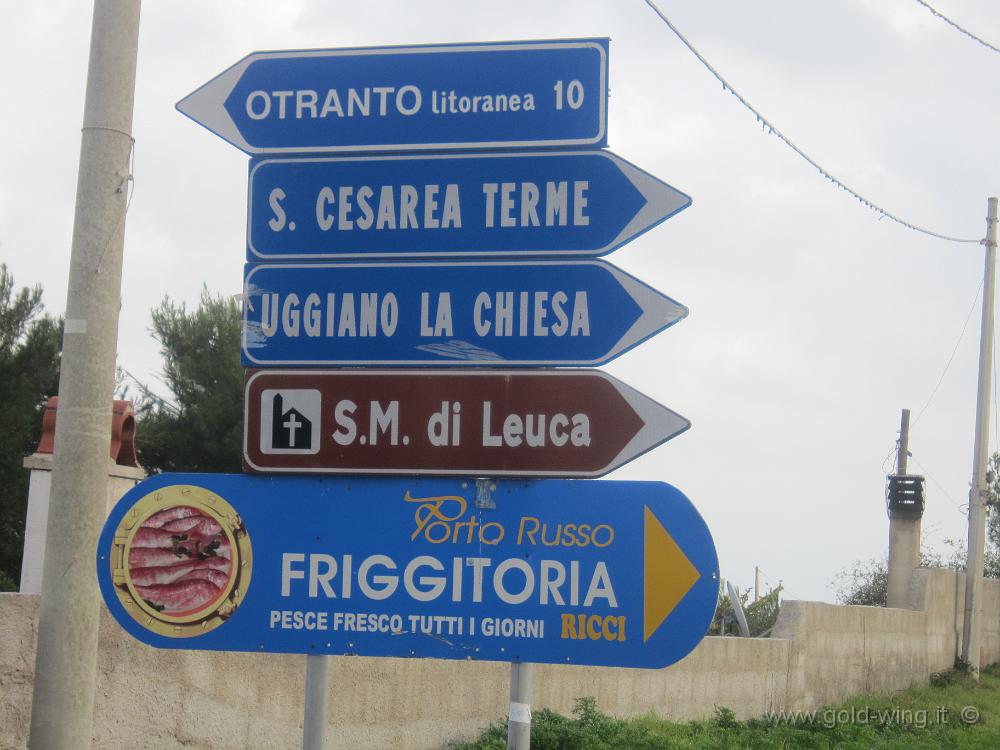 OTRANTO litoranea 10
S. CESAREA TERME
UGGIANO LA CHIESA
S.M. di Leuca
Porto Russo
FRIGGITORIA
PESCE FRESCO TUTTI I GIORNI RICCI
www.gold-wing.it ©